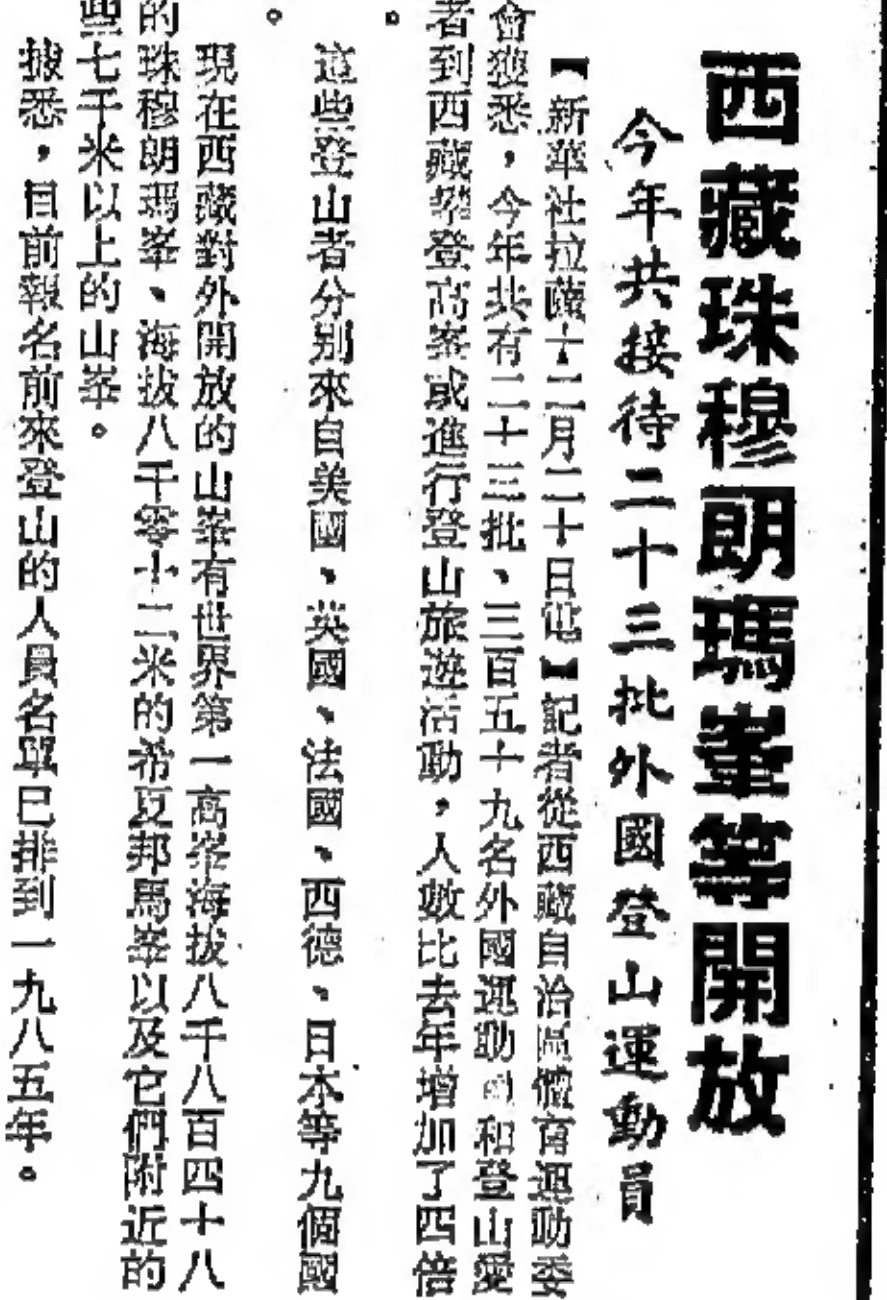 西藏珠穆朗瑪峯等開放
今年共接待二十三批外國登山運動員
【新華社拉薩十二月二十日電】記者從西藏自治區體育運動委
會獲悉，今年共有二十三批、三百五十九名外國運動員和登山愛
者到西藏攀登高峯或進行登山旅遊活動，人數比去年增加了四倍
。
這些登山者分別來自美國、英國、法國、西德、日本等九個國
。
現在西藏對外開放的山峯有世界第一高峯海拔八千八百四十八
的珠穆朗瑪峯、海拔八千零十二米的希夏邦馬峯以及它們附近的
些七千米以上的山峯。
據悉，目前報名前來登山的人員名單已排到一九八五年。